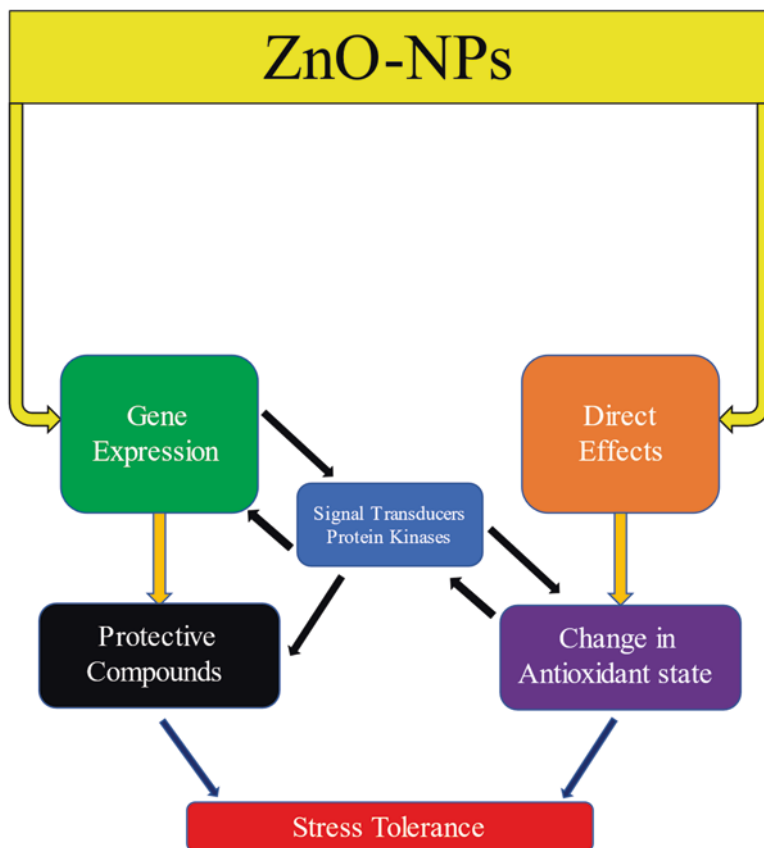 ZnO-NPs
Gene
Expression
Direct
Effects
Signal Transducers
Protein Kinases
Protective
Compounds
Change in
Antioxidant state
Stress Tolerance